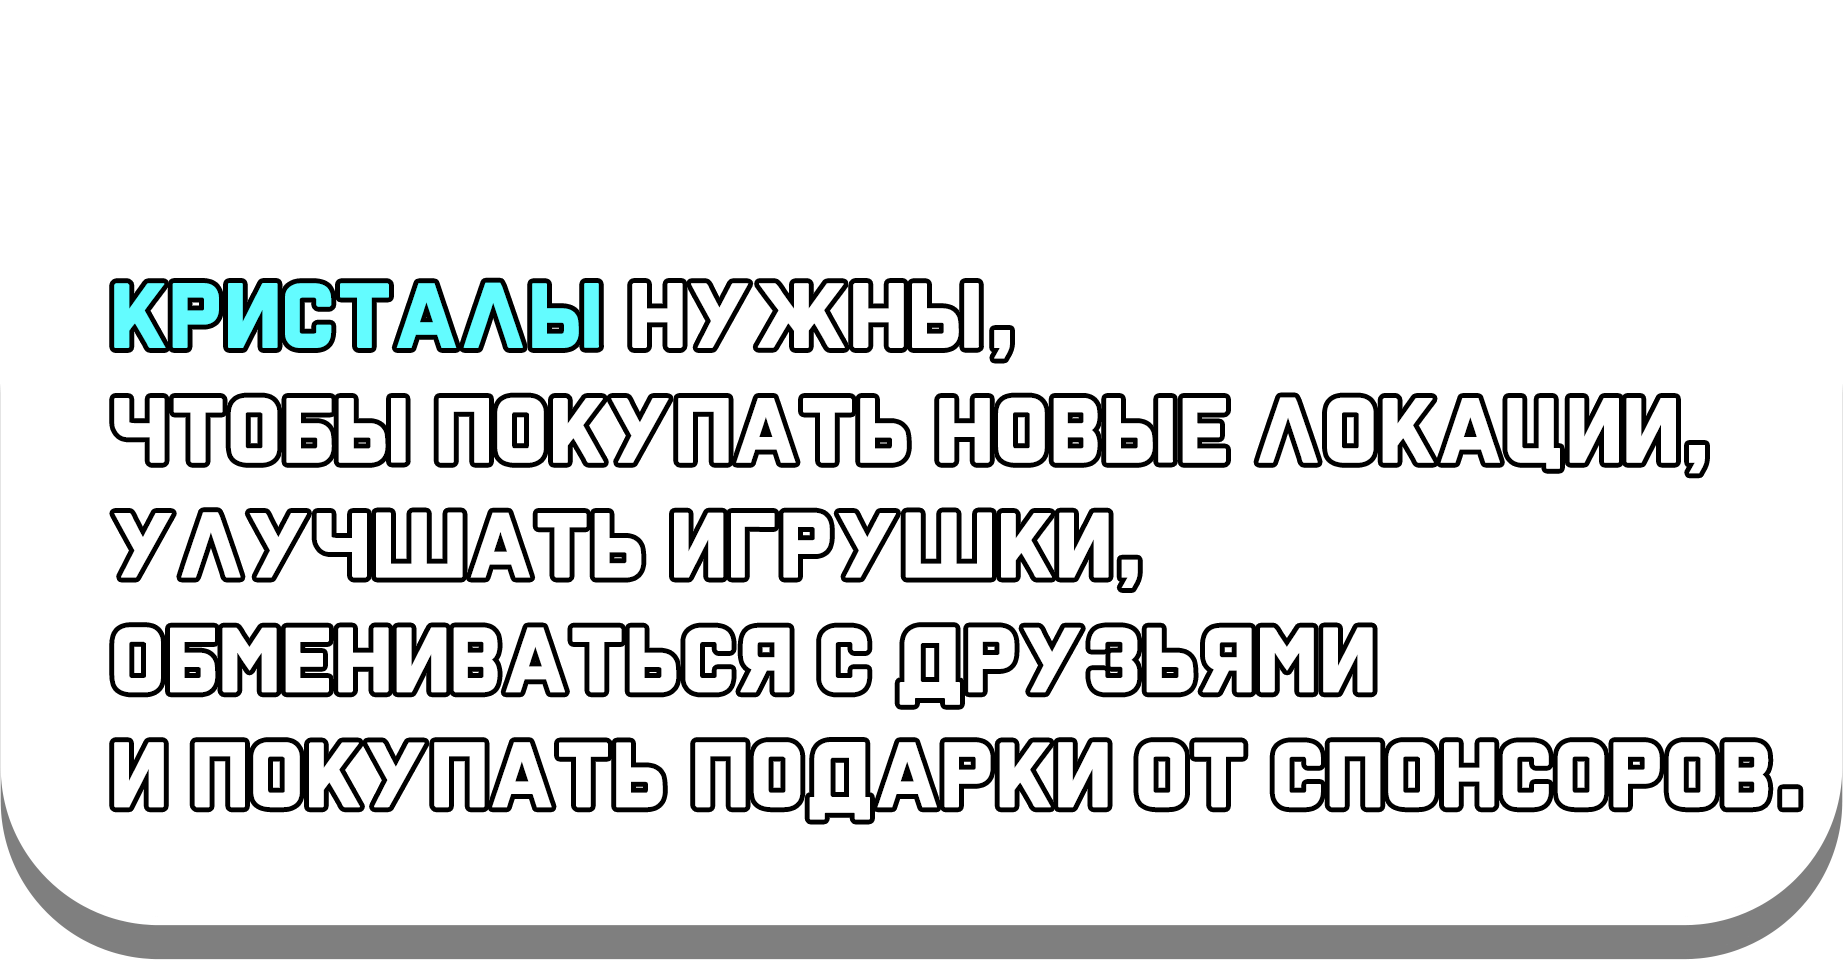 КРИСТАЛЫ НУЖНЫ,
ЧТОБЫ ПОКУПАТЬ НОВЫЕ ЛОКАЦИИ,
УЛУЧШАТЬ ИГРУШКИ,
ОБМЕНИВАТЬСЯ С ДРУЗЬЯМИ
И ПОКУПАТЬ ПОДАРКИ ОТ СПОНСОРОВ.